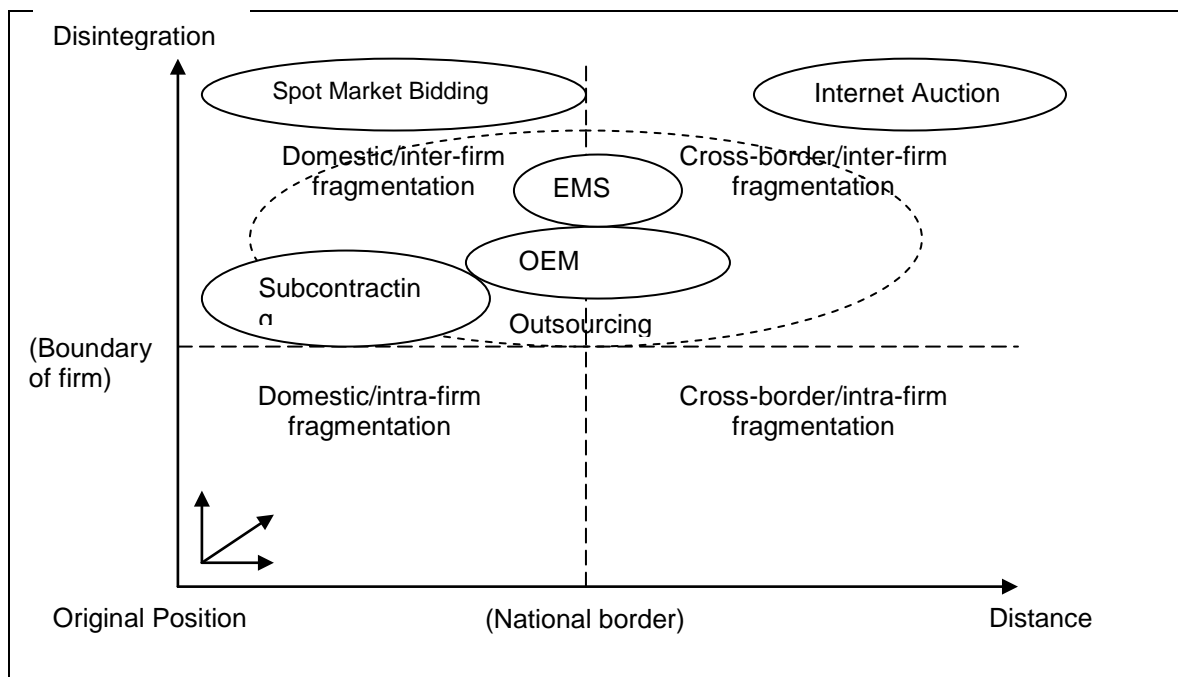 Disintegration
Spot Market Bidding
Internet Auction
Domestic/inter-firm
fragmentation
Cross-border/inter-firm
fragmentation
EMS
OEM
Subcontractin
g
Outsourcing
(Boundary
of firm)
Domestic/intra-firm
fragmentation
Cross-border/intra-firm
fragmentation
Original Position
(National border)
Distance